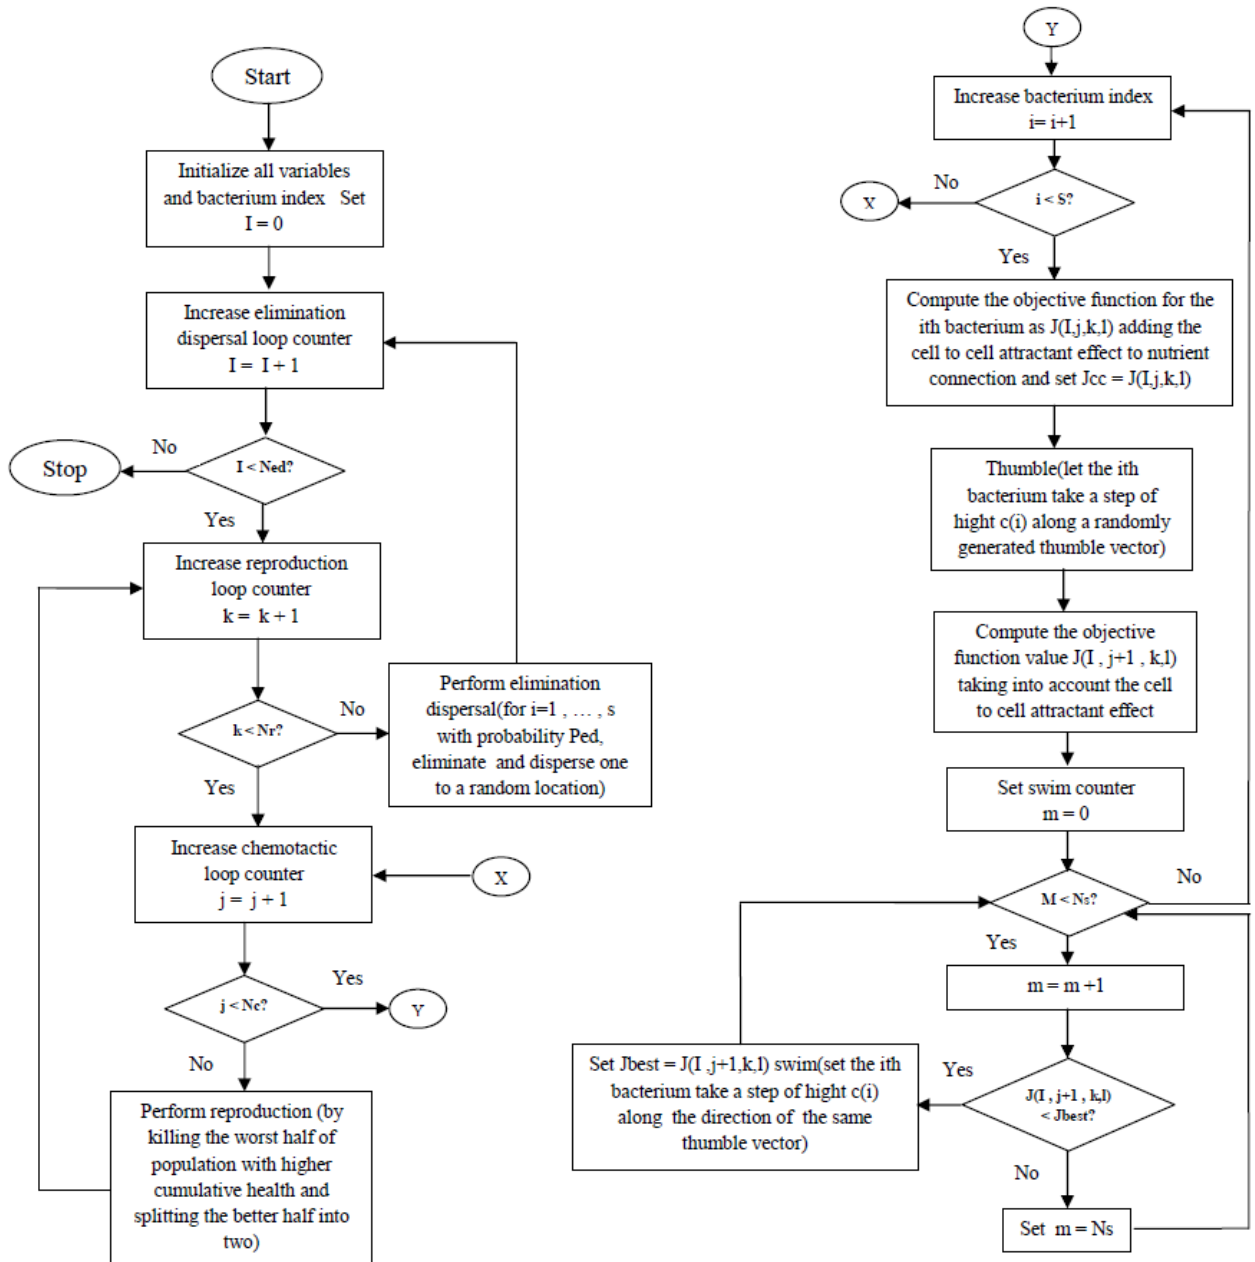 Start
Initialize all variables
and bacterium index Set
I = 0
Increase elimination
dispersal loop counter
I = I + 1
No
I < Ned?
Stop
Yes
Increase reproduction
loop counter
k = k + 1
k < Nr?
No
Perform elimination
dispersal(for i=1 , … , s
with probability Ped,
eliminate and disperse one
to a random location)
Yes
Increase chemotactic
loop counter
j = j + 1
X
j < Nc?
Yes
Y
No
Perform reproduction (by
killing the worst half of
population with higher
cumulative health and
splitting the better half into
two)
Y
Increase bacterium index
i= i+1
No
X
i < S?
Yes
Compute the objective function for the
ith bacterium as J(I,j,k,l) adding the
cell to cell attractant effect to nutrient
connection and set Jcc = J(I,j,k,l)
Thumble(let the ith
bacterium take a step of
hight c(i) along a randomly
generated thumble vector)
Compute the objective
function value J(I , j+1 , k,l)
taking into account the cell
to cell attractant effect
Set swim counter
m = 0
M < Ns?
No
Yes
m = m +1
Set Jbest = J(I ,j+1,k,l) swim(set the ith
bacterium take a step of hight c(i)
along the direction of the same
thumble vector)
Yes
J(I , j+1 , k,l)
< Jbest?
No
Set m = Ns